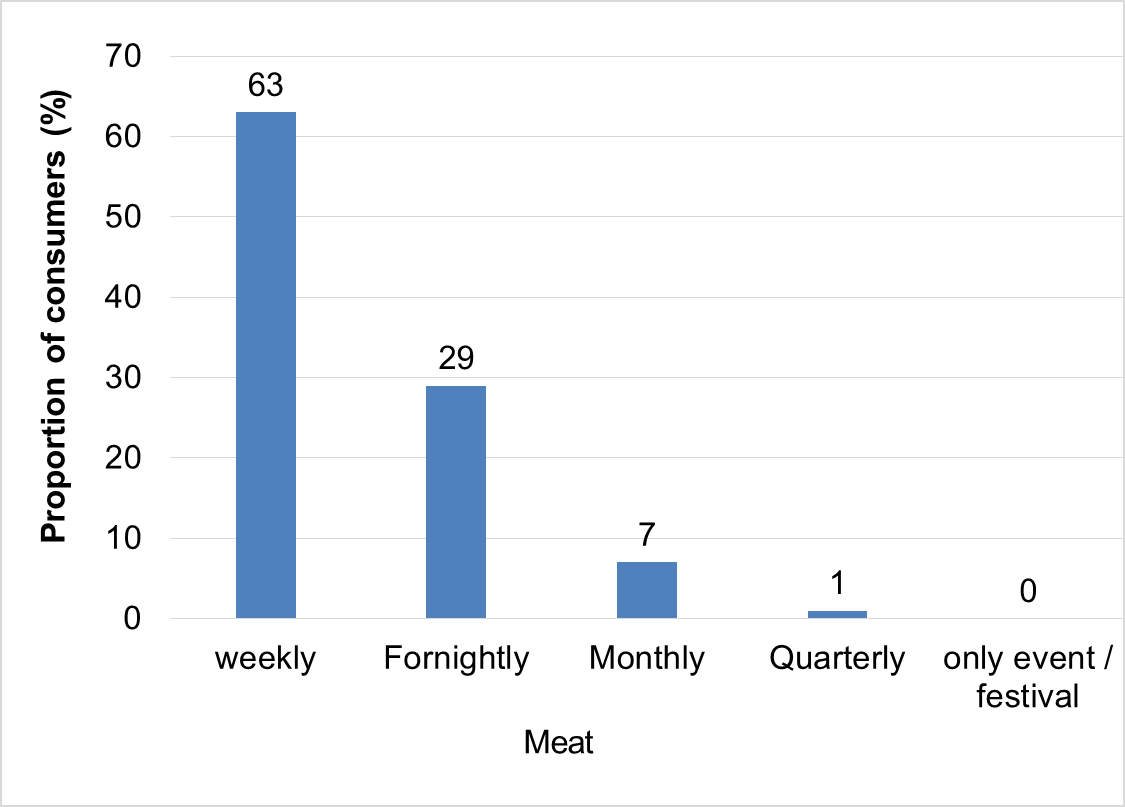 Proportion of consumers (%)
70
60
50
40
30
20
10
0
63
29
7
1
0
weekly
Fornightly
Monthly
Quarterly
only event /
festival
Meat